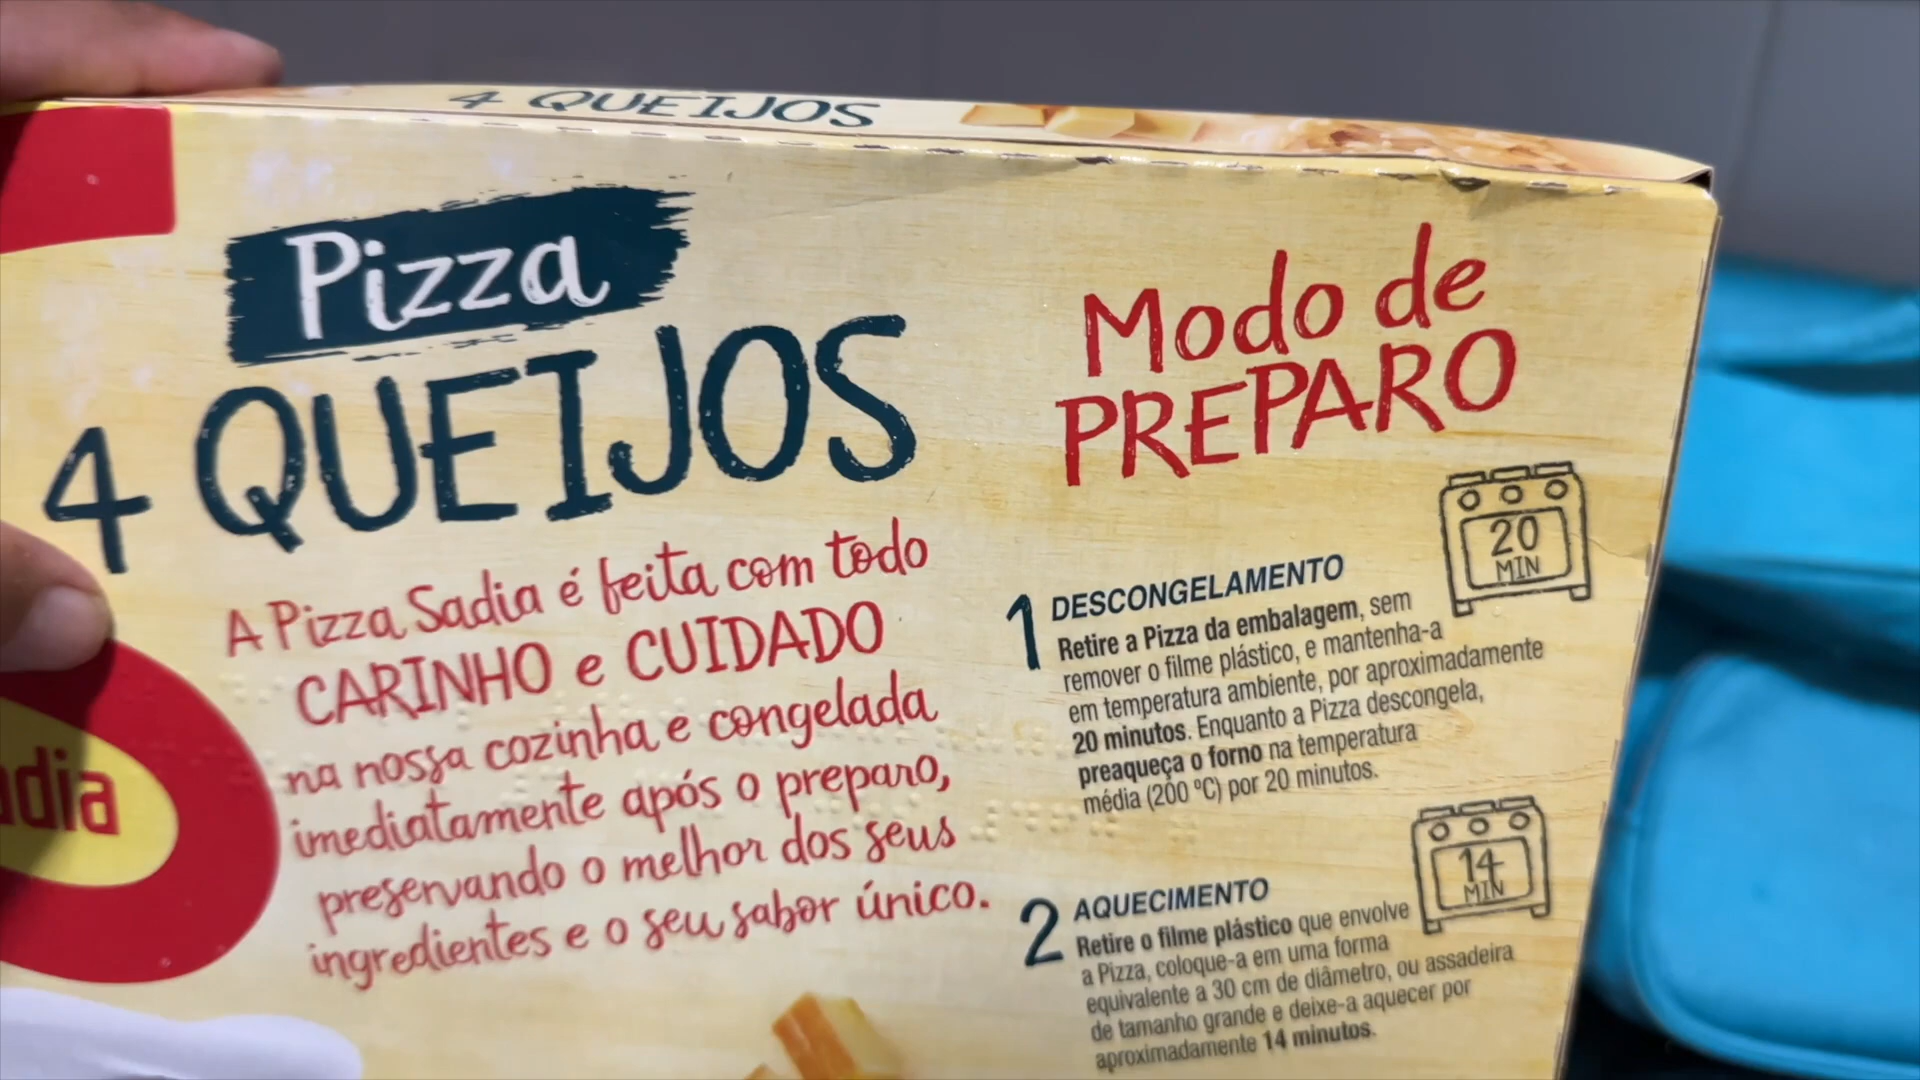 4 QUEIJOS
Pizza
4 QUEIJOS
A Pizza Sadia é feita com todo
CARINHO e CUIDADO
na nossa cozinha e congelada
imediatamente após o preparo,
preservando o melhor dos seus
ingredientes e o seu sabor único.
adia
Modo de
PREPARO
20
MIN
1 DESCONGELAMENTO
Retire a Pizza da embalagem, sem
remover o filme plástico, e mantenha-a
em temperatura ambiente, por aproximadamente
20 minutos. Enquanto a Pizza descongela,
preaqueça o forno na temperatura
média (200 ºC) por 20 minutos.
14
MIN
2 AQUECIMENTO
Retire o filme plástico que envolve
a Pizza, coloque-a em uma forma
equivalente a 30 cm de diâmetro, ou assadeira
de tamanho grande e deixe-a aquecer por
aproximadamente 14 minutos.